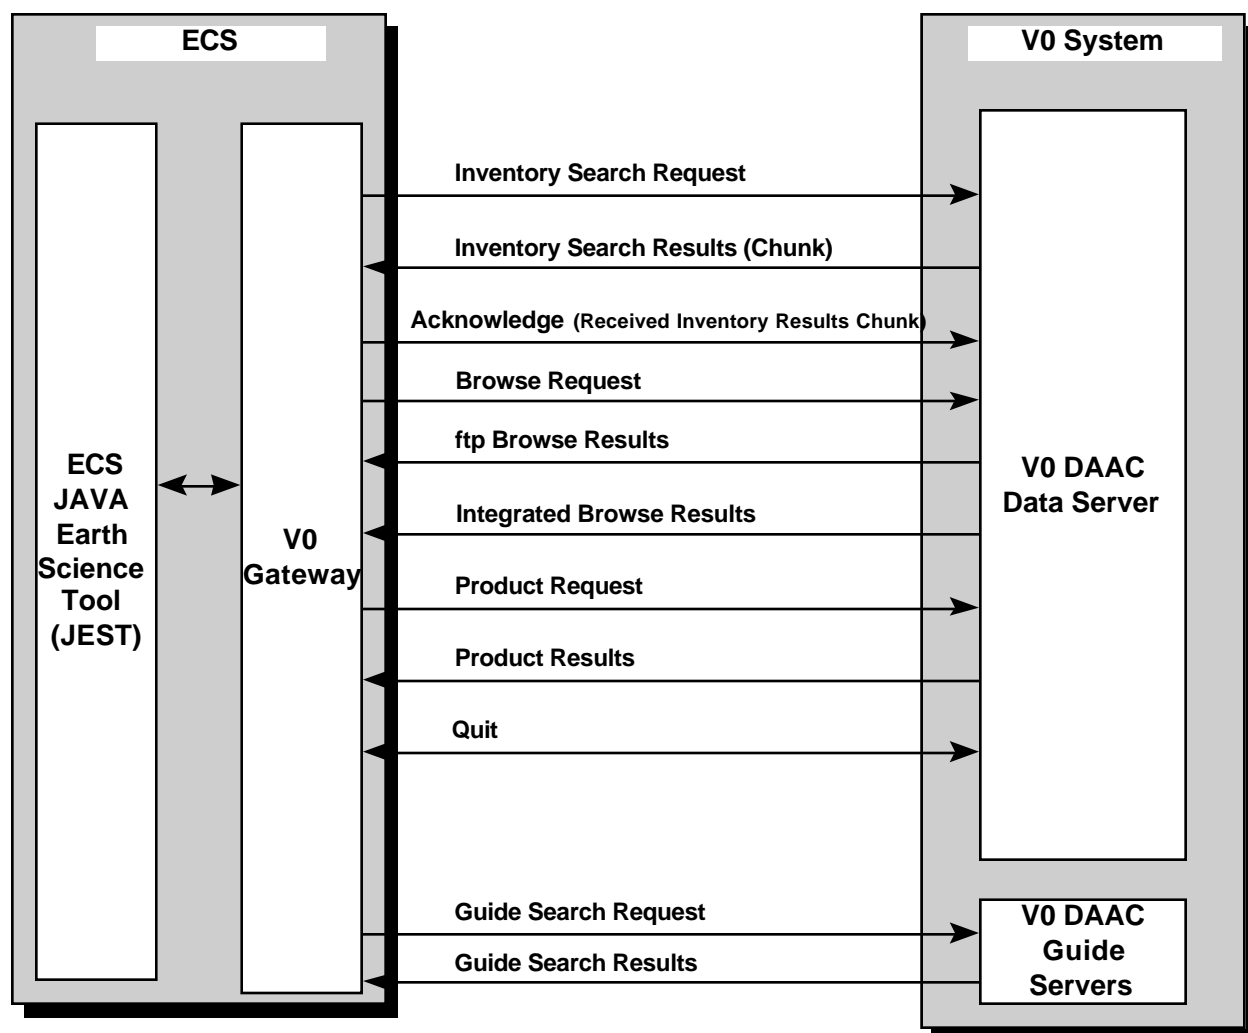 ECS
V0 System
Inventory Search Request
Inventory Search Results (Chunk)
Acknowledge (Received Inventory Results Chunk)
Browse Request
ftp Browse Results
Integrated Browse Results
Product Request
Product Results
Quit
Guide Search Request
Guide Search Results
ECS
JAVA
Earth
Science
Tool
(JEST)
V0
Gateway
V0 DAAC
Data Server
V0 DAAC
Guide
Servers